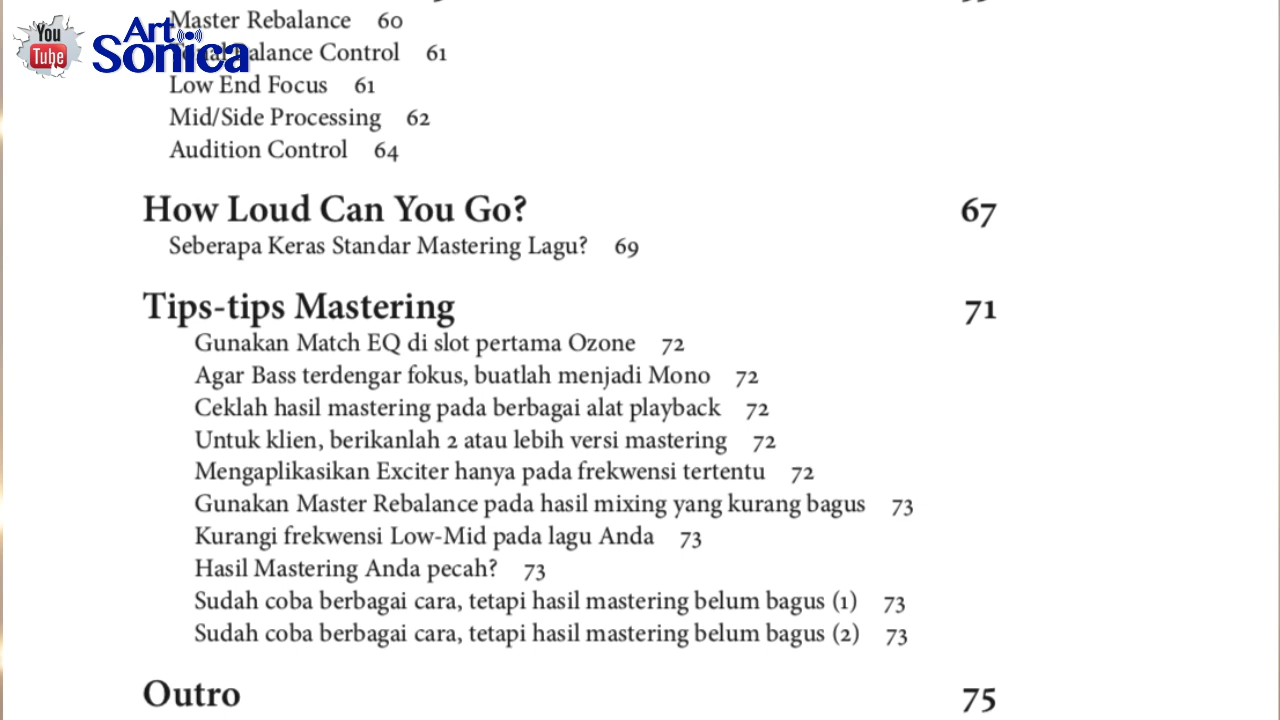 You
Tube
Art
Sonica
Master Rebalance 60
Balance Control 61
Low End Focus 61
Mid/Side Processing 62
Audition Control 64
How Loud Can You Go? 67
Seberapa Keras Standar Mastering Lagu? 69
Tips-tips Mastering 71
Gunakan Match EQ di slot pertama Ozone 72
Agar Bass terdengar fokus, buatlah menjadi Mono 72
Ceklah hasil mastering pada berbagai alat playback 72
Untuk klien, berikanlah 2 atau lebih versi mastering 72
Mengaplikasikan Exciter hanya pada frekwensi tertentu 72
Gunakan Master Rebalance pada hasil mixing yang kurang bagus 73
Kurangi frekwensi Low-Mid pada lagu Anda 73
Hasil Mastering Anda pecah? 73
Sudah coba berbagai cara, tetapi hasil mastering belum bagus (1) 73
Sudah coba berbagai cara, tetapi hasil mastering belum bagus (2) 73
Outro 75